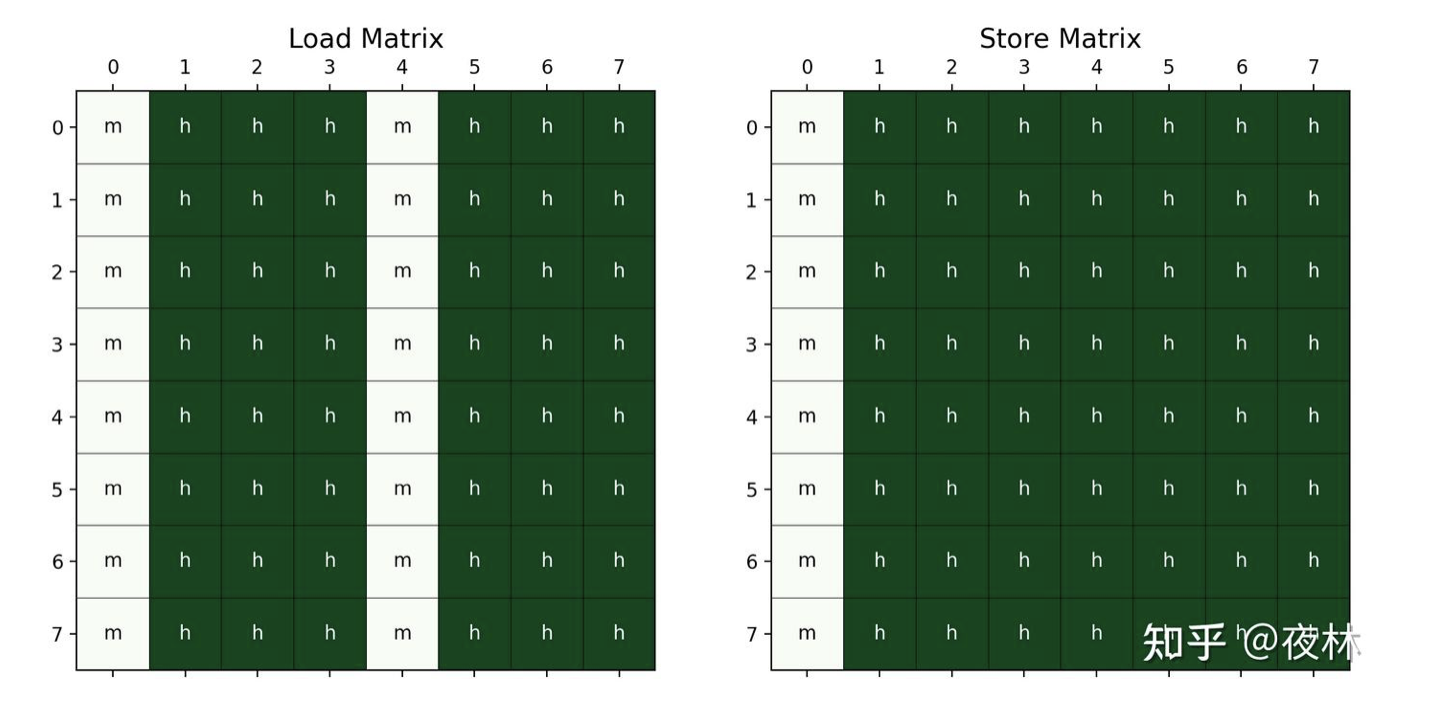 Load Matrix
0 1 2 3 4 5 6 7
0 m h h h m h h h
1 m h h h m h h h
2 m h h h m h h h
3 m h h h m h h h
4 m h h h m h h h
5 m h h h m h h h
6 m h h h m h h h
7 m h h h m h h h
Store Matrix
0 1 2 3 4 5 6 7
0 m h h h h h h h
1 m h h h h h h h
2 m h h h h h h h
3 m h h h h h h h
4 m h h h h h h h
5 m h h h h h h h
6 m h h h h h h h
7 m h h h h h h h
知乎 @夜林